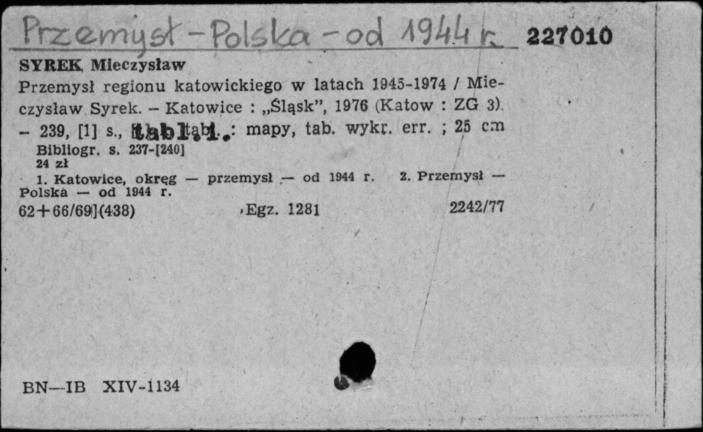 Przemysł – Polska – od 1944 r. 227010
SYREK Mieczysław
Przemysł regionu katowickiego w latach 1945-1974 / Mie-
czysław Syrek. – Katowice : „Śląsk”, 1976 (Katow : ZG 3)
– 239, [1] s., : mapy, tab. wykr. err. ; 25 cm
Bibliogr. s. 237-[240]
24 zł
1. Katowice, okręg — przemysł — od 1944 r. 2. Przemysł —
Polska — od 1944 r.
62+66/69](438) Egz. 1281 2242/77
BN—IB XIV-1134